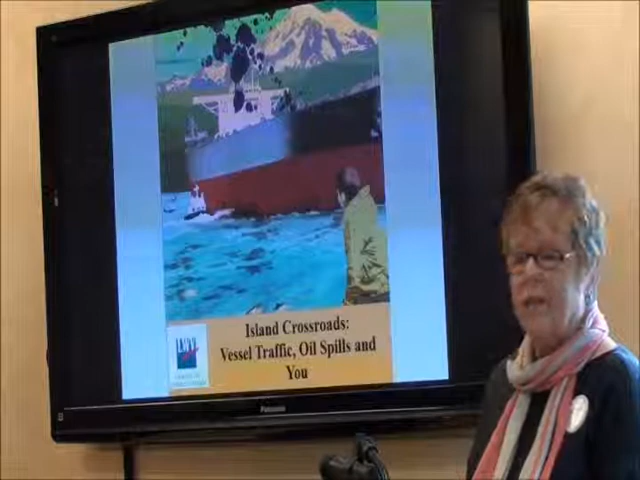 Island Crossroads:
Vessel Traffic, Oil Spills and
You
Panasonic